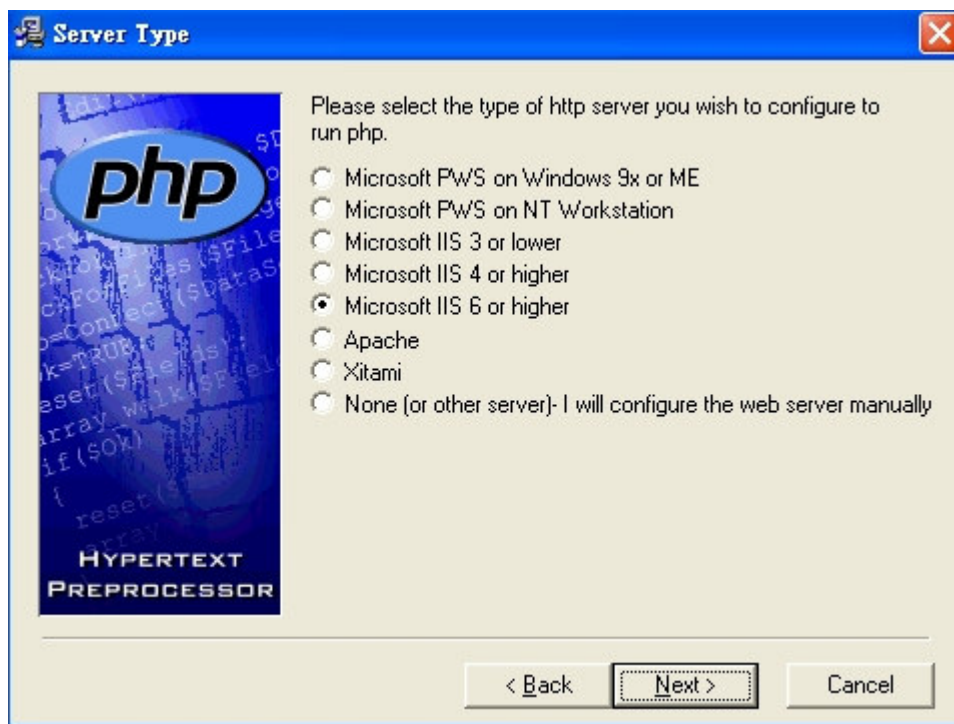 Server Type
Please select the type of http server you wish to configure to
run php.
Microsoft PWS on Windows 9x or ME
Microsoft PWS on NT Workstation
Microsoft IIS 3 or lower
Microsoft IIS 4 or higher
Microsoft IIS 6 or higher
Apache
Xitami
None (or other server)- I will configure the web server manually
php
if($ok)
{
reset($
HYPERTEXT
PREPROCESSOR
< Back
Next >
Cancel